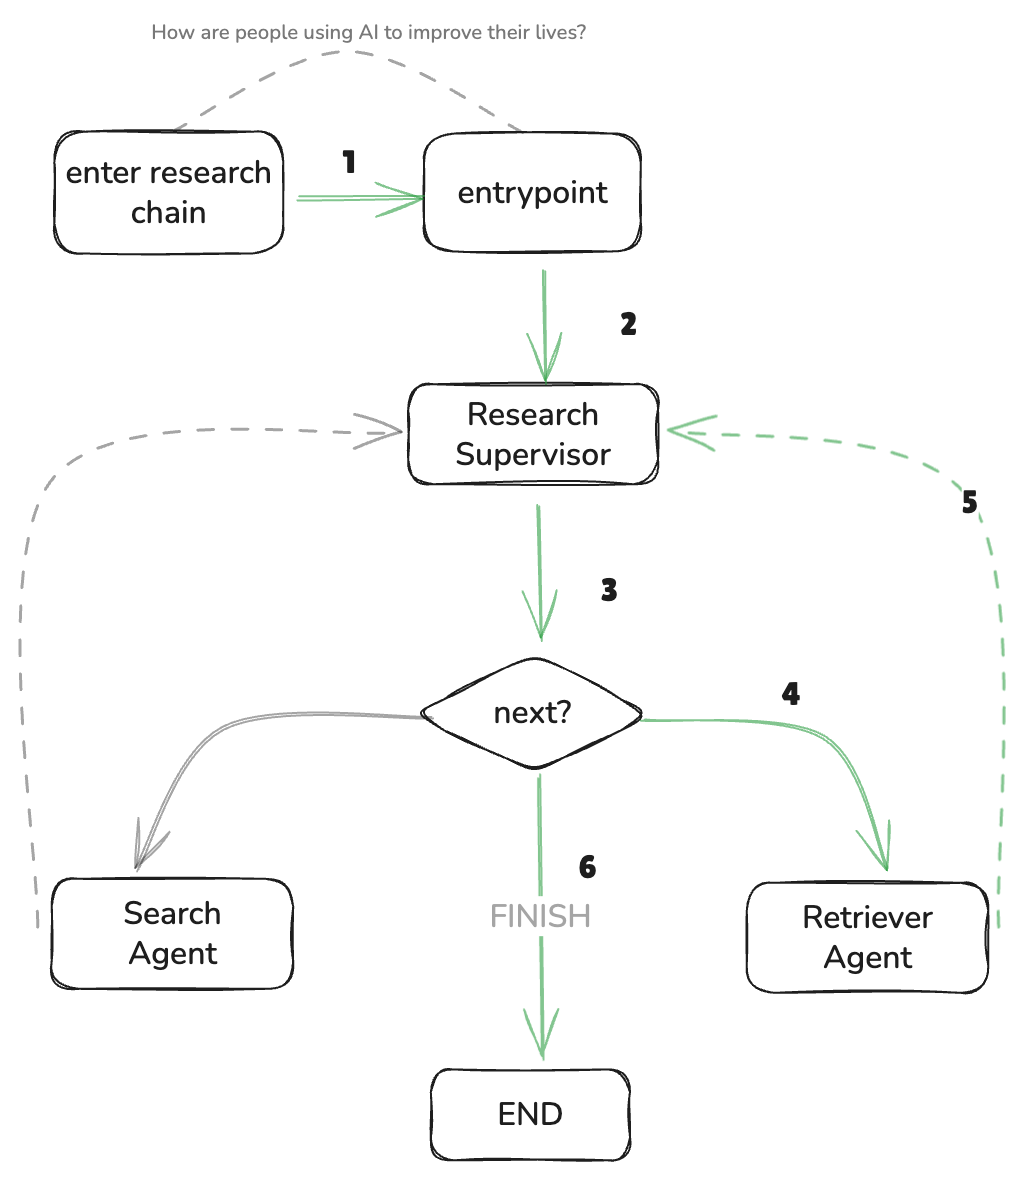 How are people using AI to improve their lives?
enter research
chain
1
entrypoint
2
Research
Supervisor
5
3
next?
4
6
Search
Agent
FINISH
Retriever
Agent
END